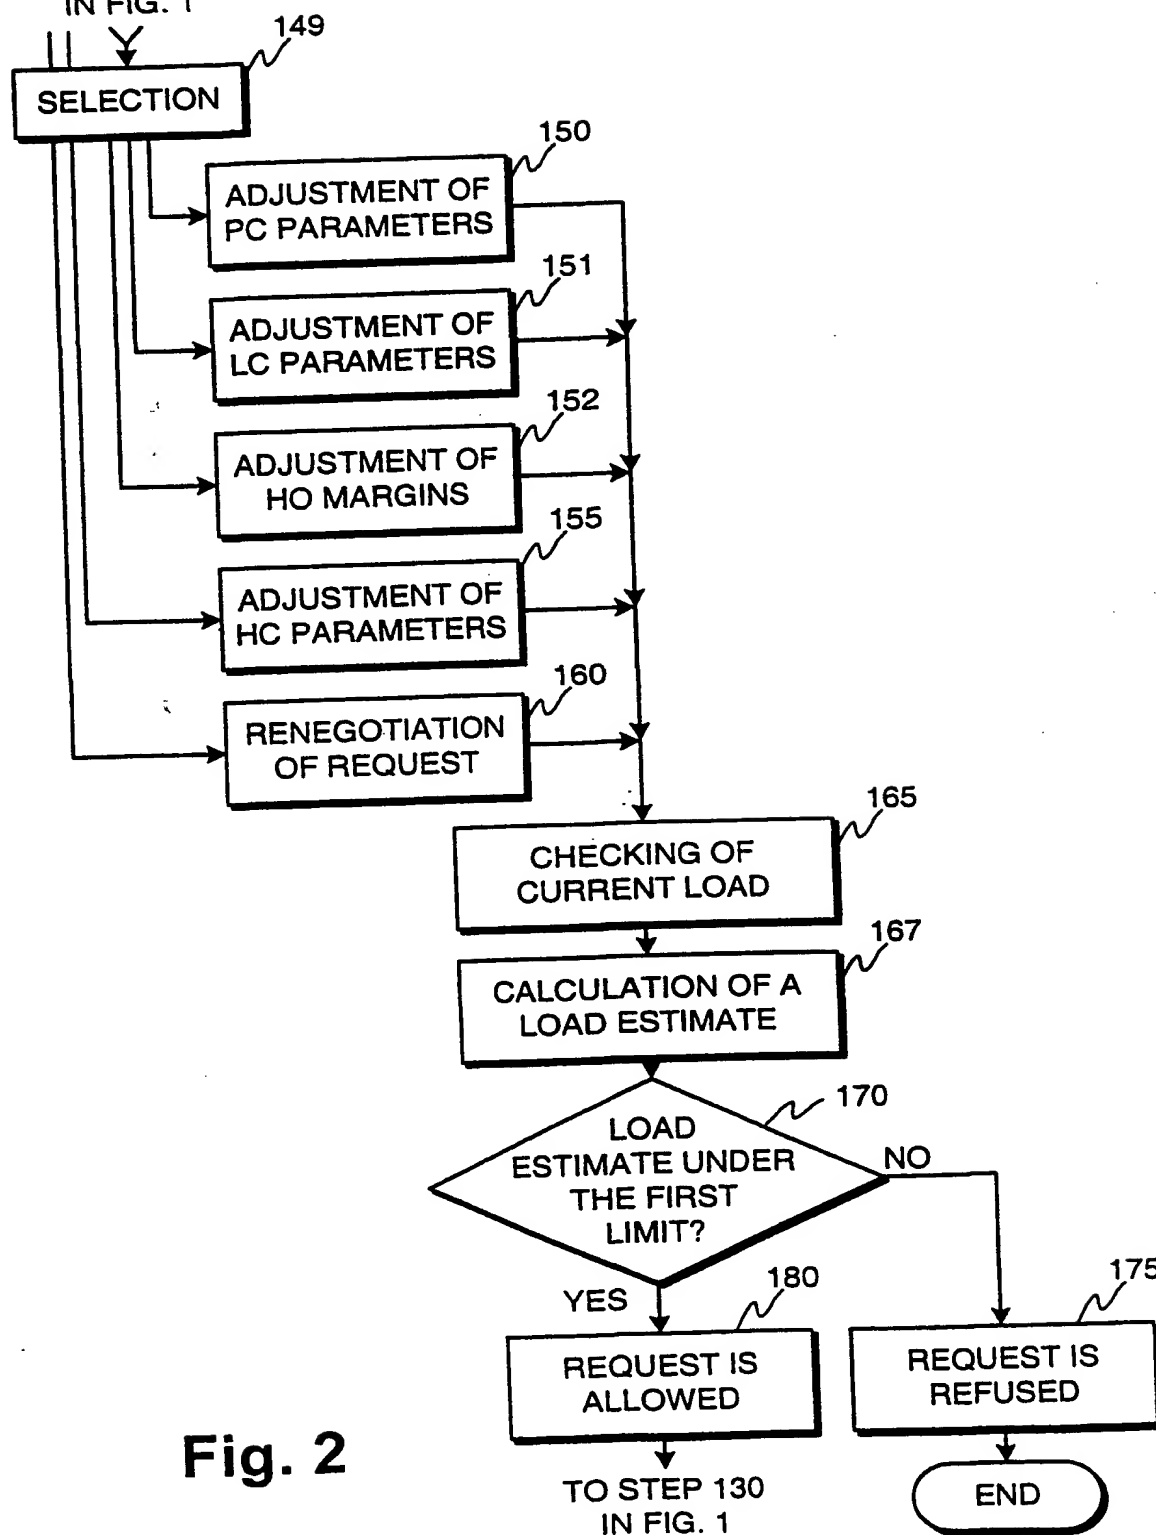 IN FIG. 1
149
SELECTION
150
ADJUSTMENT OF
PC PARAMETERS
151
ADJUSTMENT OF
LC PARAMETERS
152
ADJUSTMENT OF
HO MARGINS
155
ADJUSTMENT OF
HC PARAMETERS
160
RENEGOTIATION
OF REQUEST
165
CHECKING OF
CURRENT LOAD
167
CALCULATION OF A
LOAD ESTIMATE
170
LOAD
ESTIMATE UNDER
THE FIRST
LIMIT?
NO
YES
180
REQUEST IS
ALLOWED
175
REQUEST IS
REFUSED
TO STEP 130
IN FIG. 1
END
Fig. 2